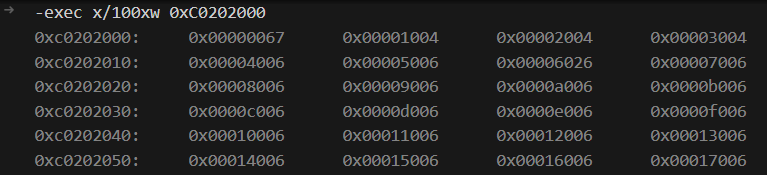 → -exec x/100xw 0xC0202000
0xc0202000: 0x00000067 0x00001004 0x00002004 0x00003004
0xc0202010: 0x00004006 0x00005006 0x00006026 0x00007006
0xc0202020: 0x00008006 0x00009006 0x0000a006 0x0000b006
0xc0202030: 0x0000c006 0x0000d006 0x0000e006 0x0000f006
0xc0202040: 0x00010006 0x00011006 0x00012006 0x00013006
0xc0202050: 0x00014006 0x00015006 0x00016006 0x00017006